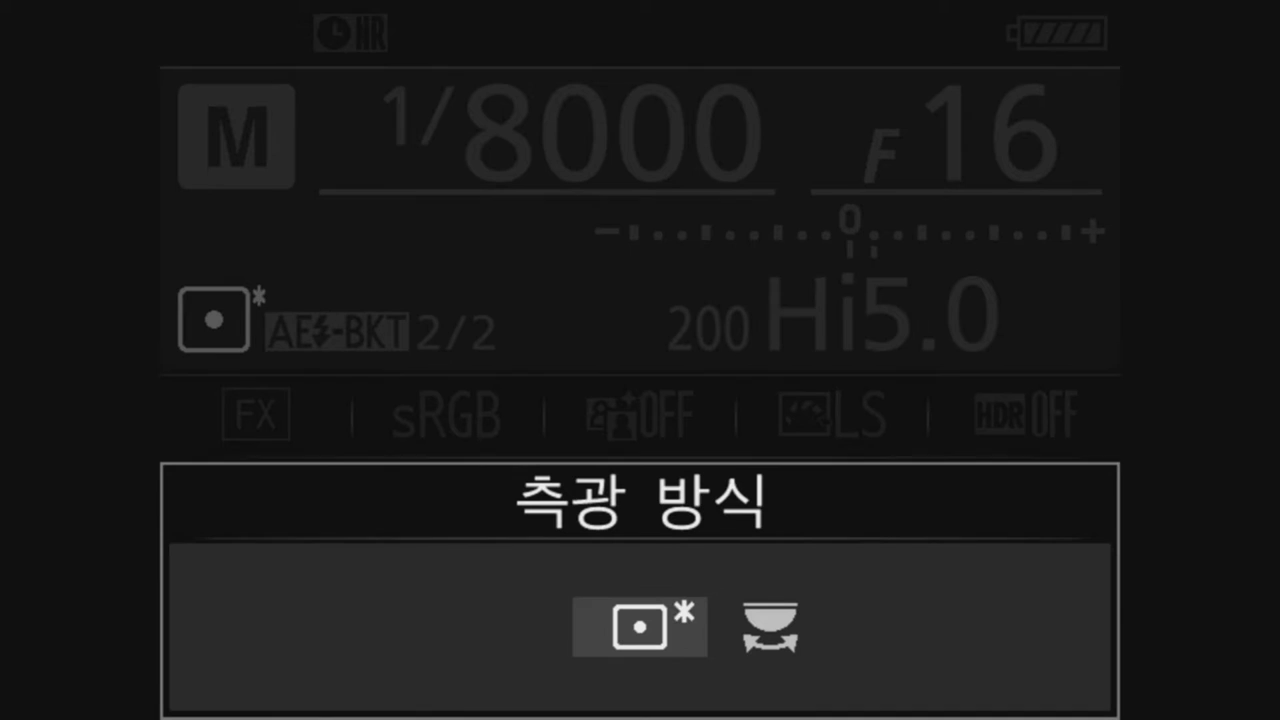 HR
M 1/8000 F16
- 0 +
* AE-BKT 2/2 200 Hi5.0
FX sRGB OFF LS HDR OFF
측광 방식
*